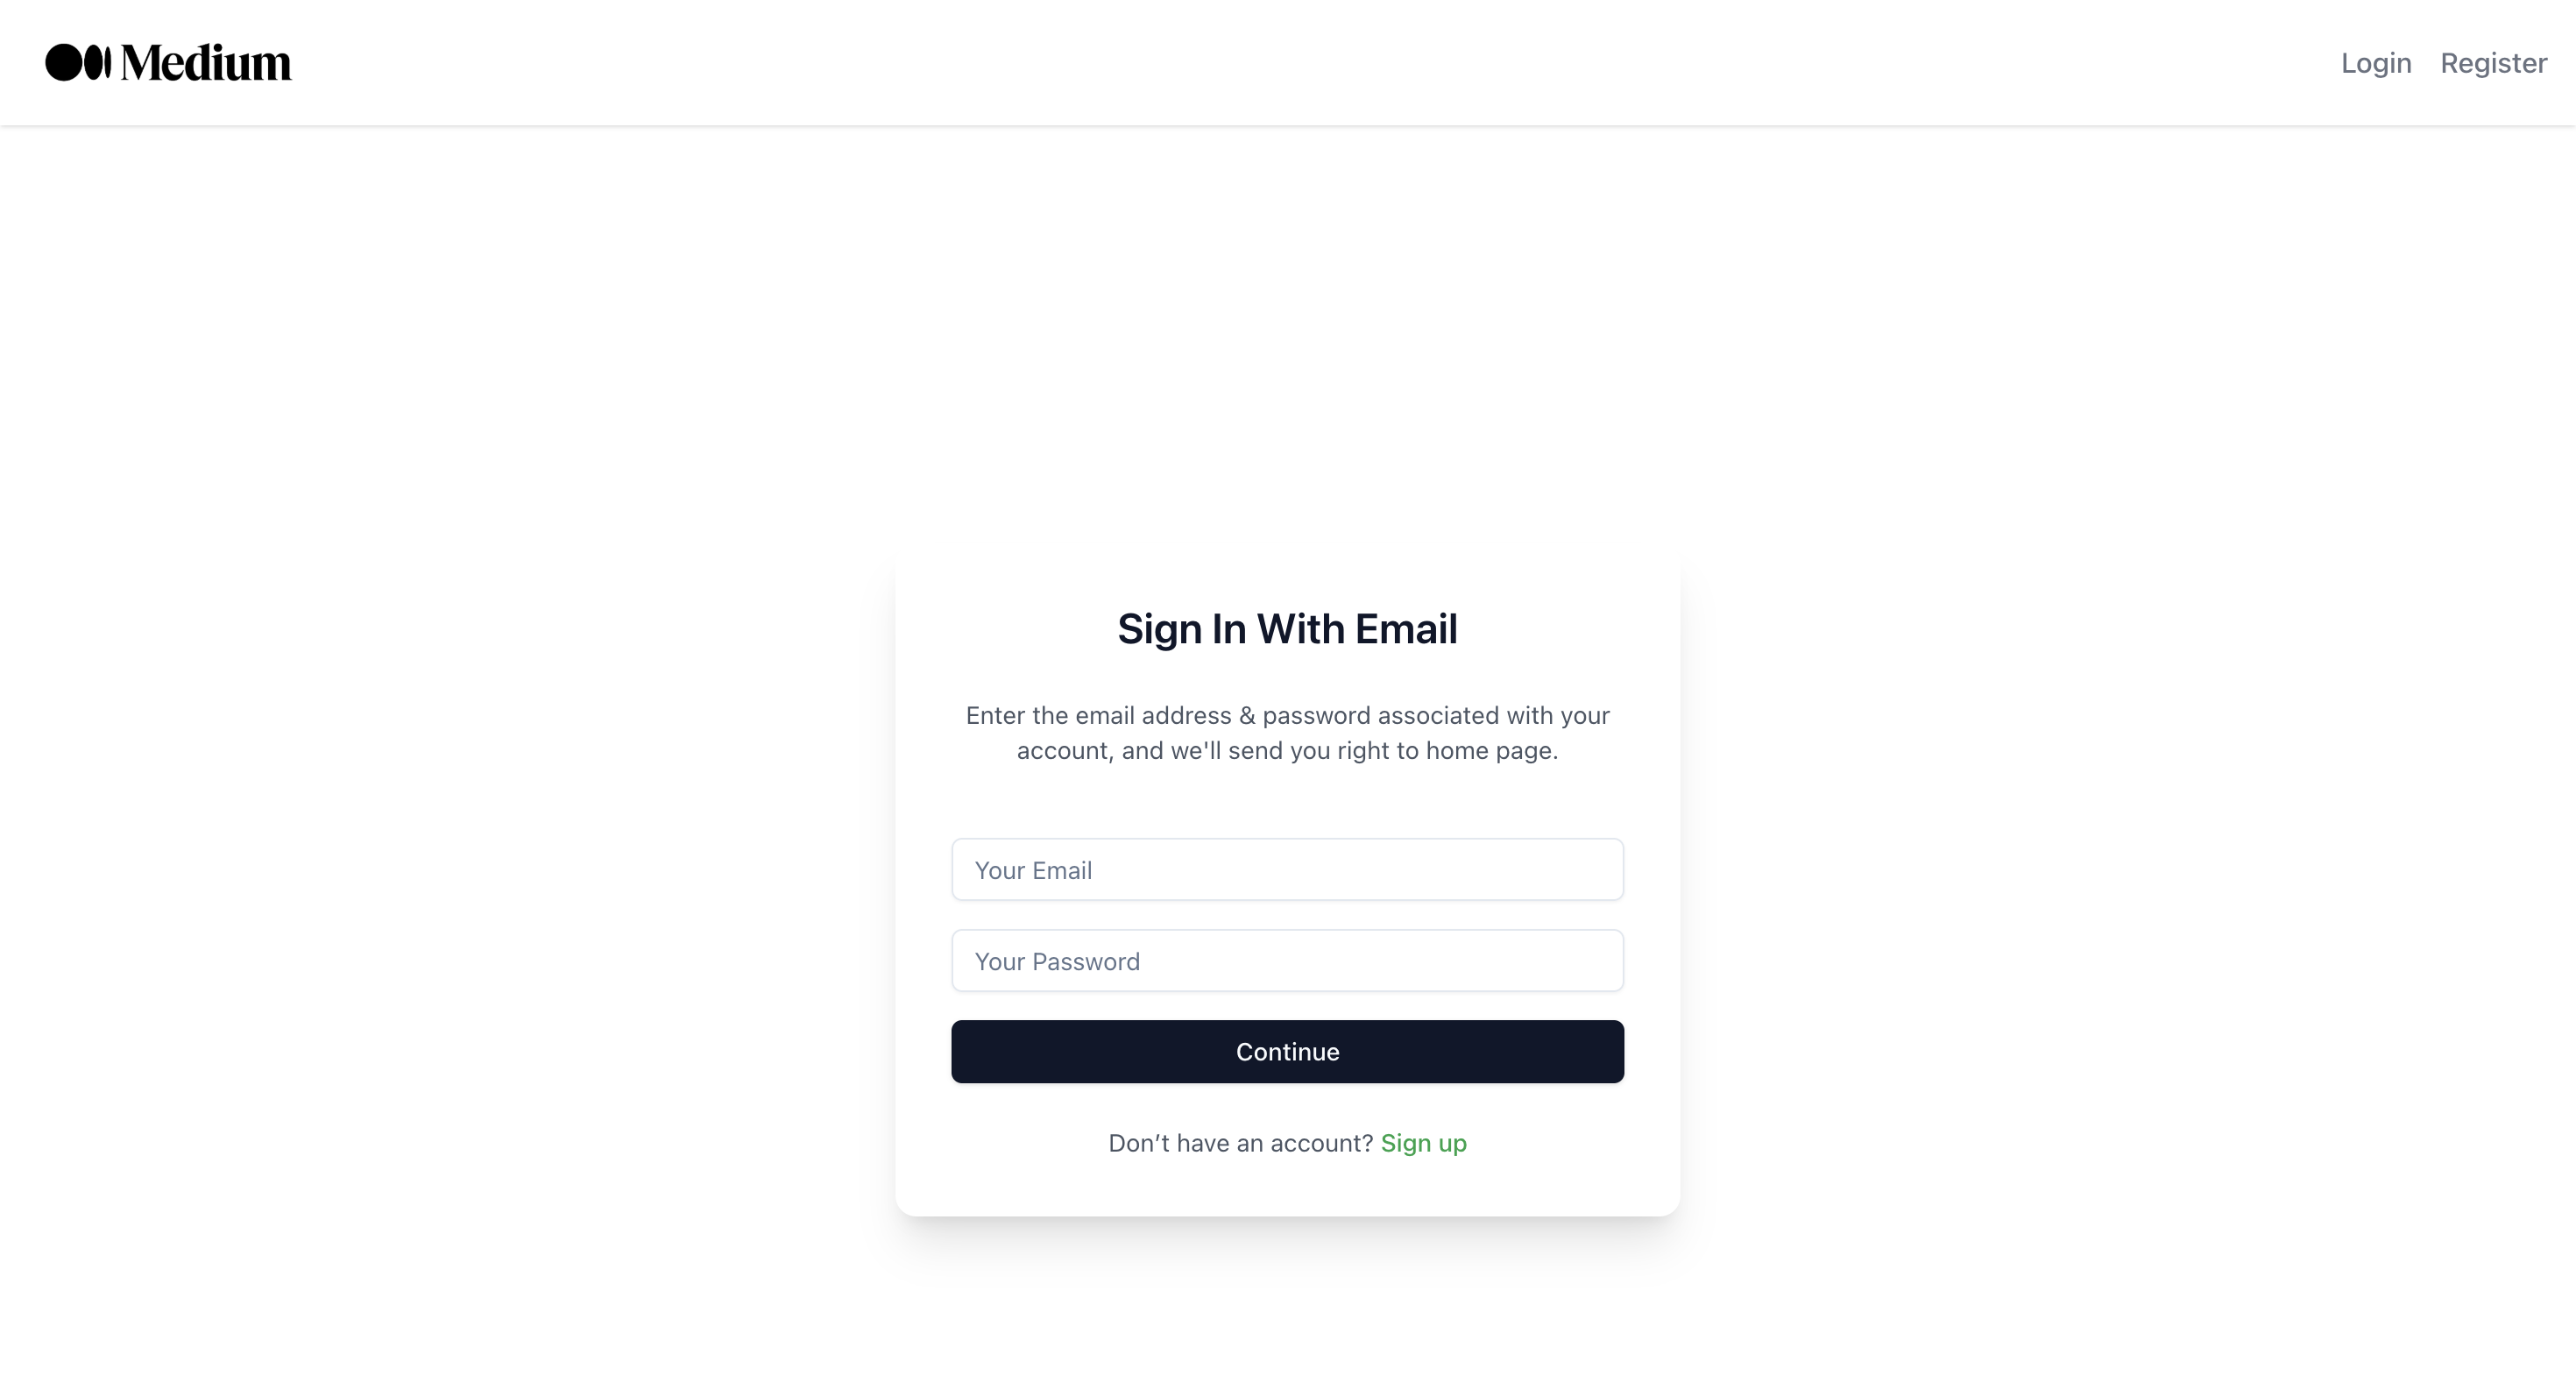 Medium
Login Register
Sign In With Email
Enter the email address & password associated with your
account, and we'll send you right to home page.
Your Email
Your Password
Continue
Don’t have an account? Sign up